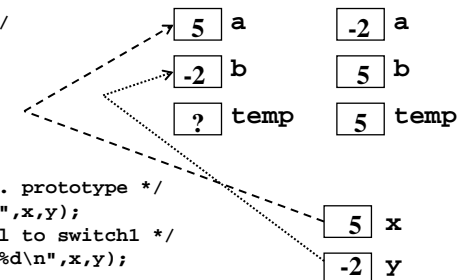 /
5 a -2 a
-2 b 5 b
? temp 5 temp
. prototype */
",x,y);
l to switch1 */
%d\n",x,y);
5 x
-2 y